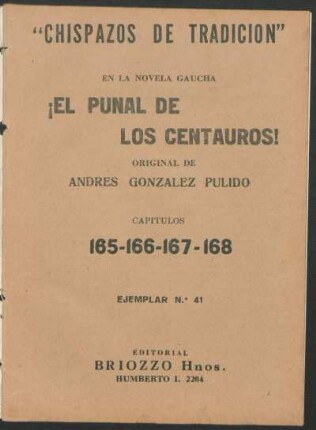 "CHISPAZOS DE TRADICION"
EN LA NOVELA GAUCHA
¡EL PUNAL DE
LOS CENTAUROS!
ORIGINAL DE
ANDRES GONZALEZ PULIDO
CAPITULOS
165-166-167-168
EJEMPLAR N.° 41
EDITORIAL
BRIOZZO Hnos.
HUMBERTO I. 2264